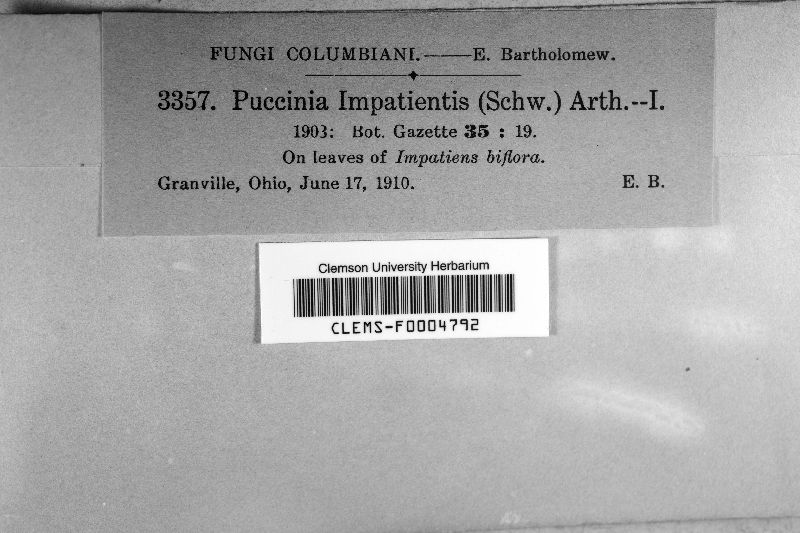 FUNGI COLUMBIANI.——E. Bartholomew.
3357. Puccinia Impatientis (Schw.) Arth.--I.
1903: Bot. Gazette 35 : 19.
On leaves of Impatiens biflora.
Granville, Ohio, June 17, 1910. E. B.
Clemson University Herbarium
CLEMS-F0004792